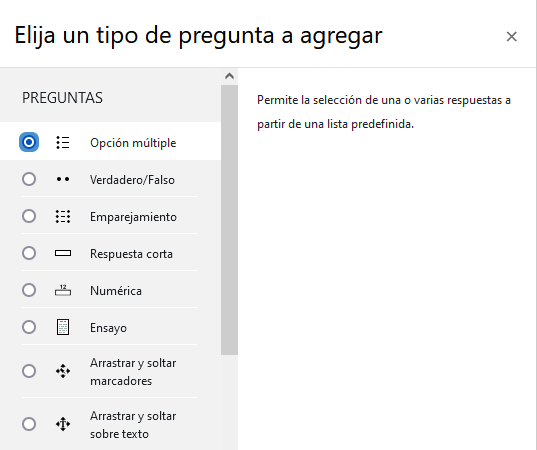 Elija un tipo de pregunta a agregar
×
PREGUNTAS
Opción múltiple
Verdadero/Falso
Emparejamiento
Respuesta corta
12
Numérica
Ensayo
Arrastrar y soltar
marcadores
Arrastrar y soltar
sobre texto
Permite la selección de una o varias respuestas a
partir de una lista predefinida.